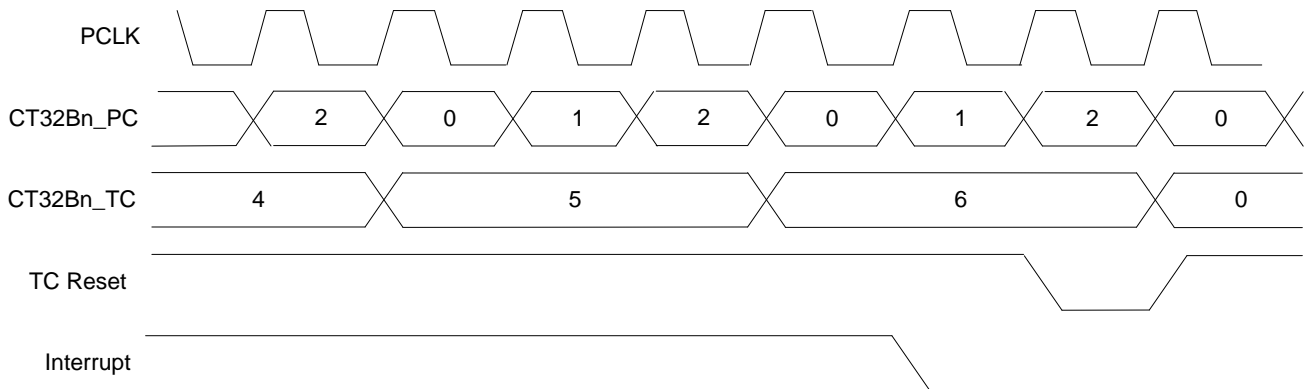 PCLK
CT32Bn_PC 2 0 1 2 0 1 2 0
CT32Bn_TC 4 5 6 0
TC Reset
Interrupt